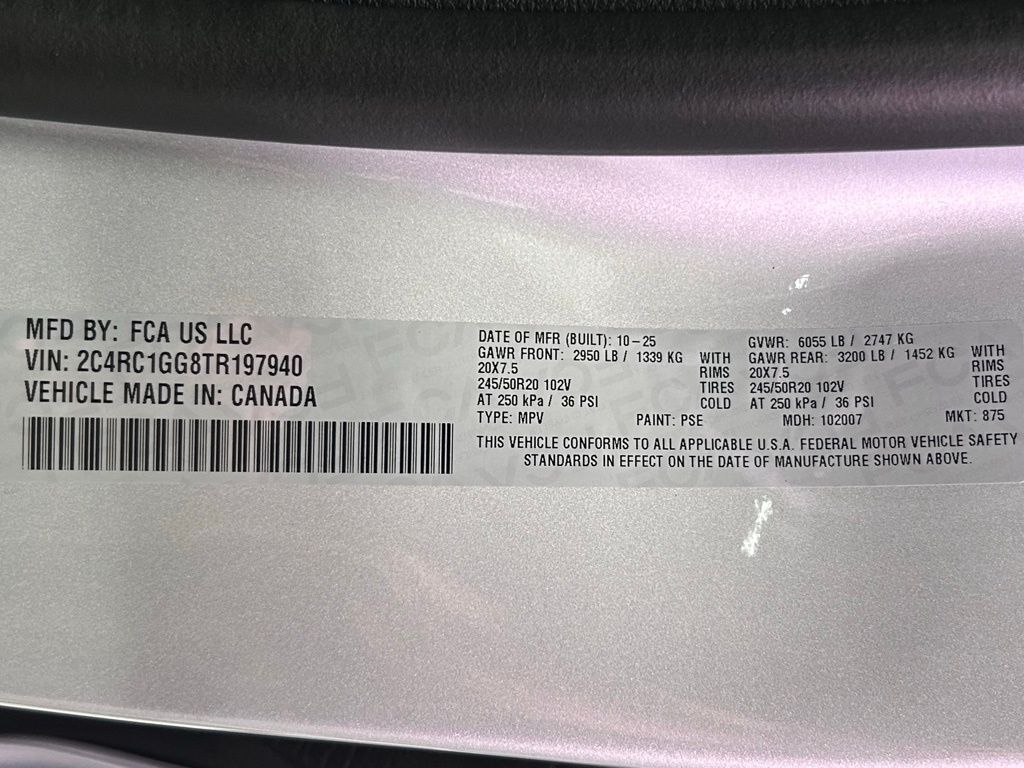 MFD BY: FCA US LLC
VIN: 2C4RC1GG8TR197940
VEHICLE MADE IN: CANADA
DATE OF MFR (BUILT): 10-25
GAWR FRONT: 2950 LB / 1339 KG WITH
20X7.5 RIMS
245/50R20 102V TIRES
AT 250 kPa / 36 PSI COLD
GVWR: 6055 LB / 2747 KG
GAWR REAR: 3200 LB / 1452 KG WITH
20X7.5 RIMS
245/50R20 102V TIRES
AT 250 kPa / 36 PSI COLD
TYPE: MPV PAINT: PSE MDH: 102007 MKT: 875
THIS VEHICLE CONFORMS TO ALL APPLICABLE U.S.A. FEDERAL MOTOR VEHICLE SAFETY
STANDARDS IN EFFECT ON THE DATE OF MANUFACTURE SHOWN ABOVE.